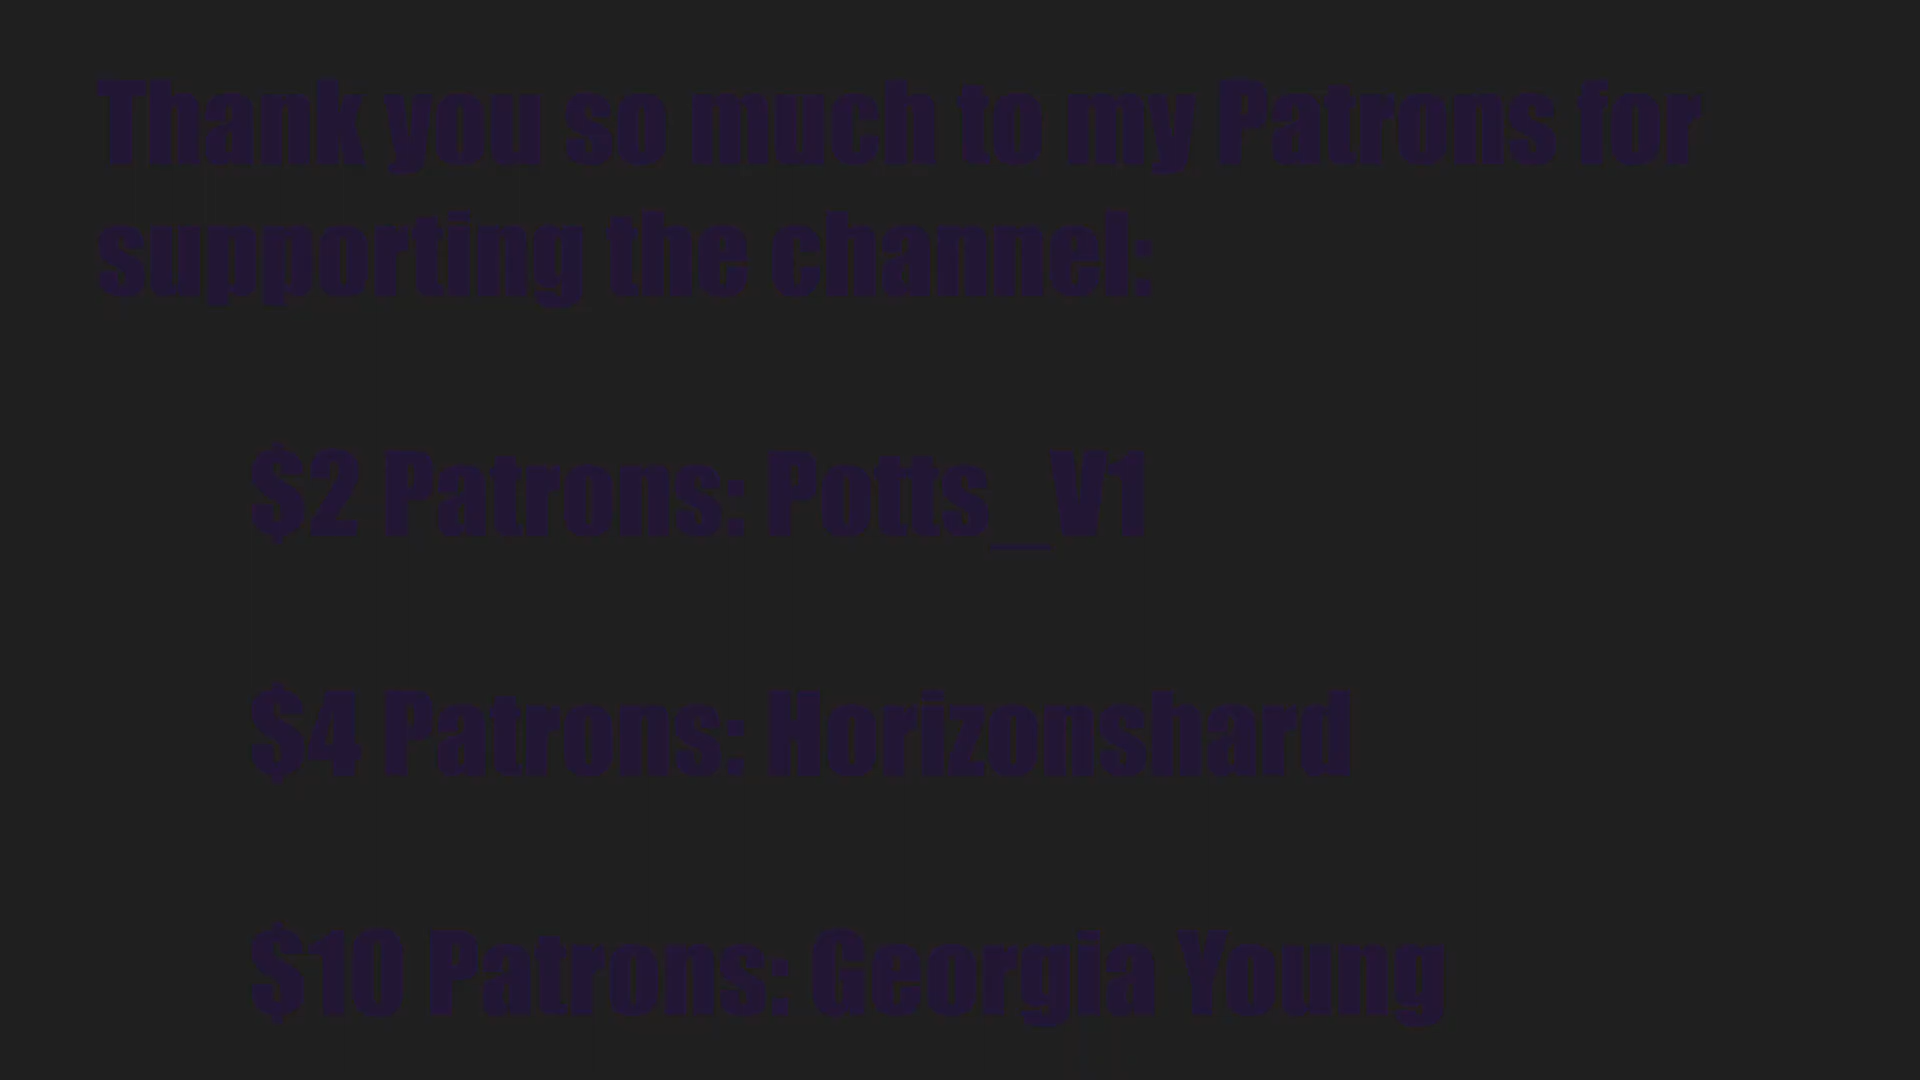 Thank you so much to my Patrons for
supporting the channel:
$2 Patrons: Potts_V1
$4 Patrons: Horizonshard
$10 Patrons: Georgia Young